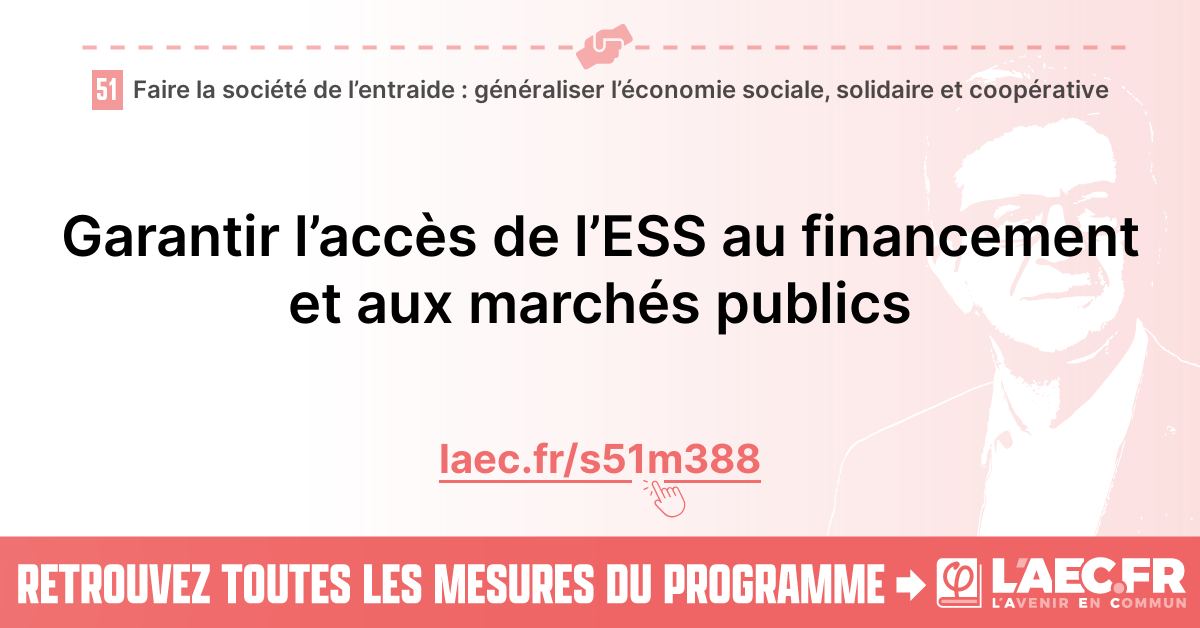 51 Faire la société de l’entraide : généraliser l’économie sociale, solidaire et coopérative
Garantir l’accès de l’ESS au financement
et aux marchés publics
laec.fr/s51m388
RETROUVEZ TOUTES LES MESURES DU PROGRAMME
L'AEC.FR
L'AVENIR EN COMMUN